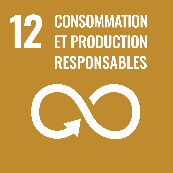 12 CONSOMMATION
ET PRODUCTION
RESPONSABLES